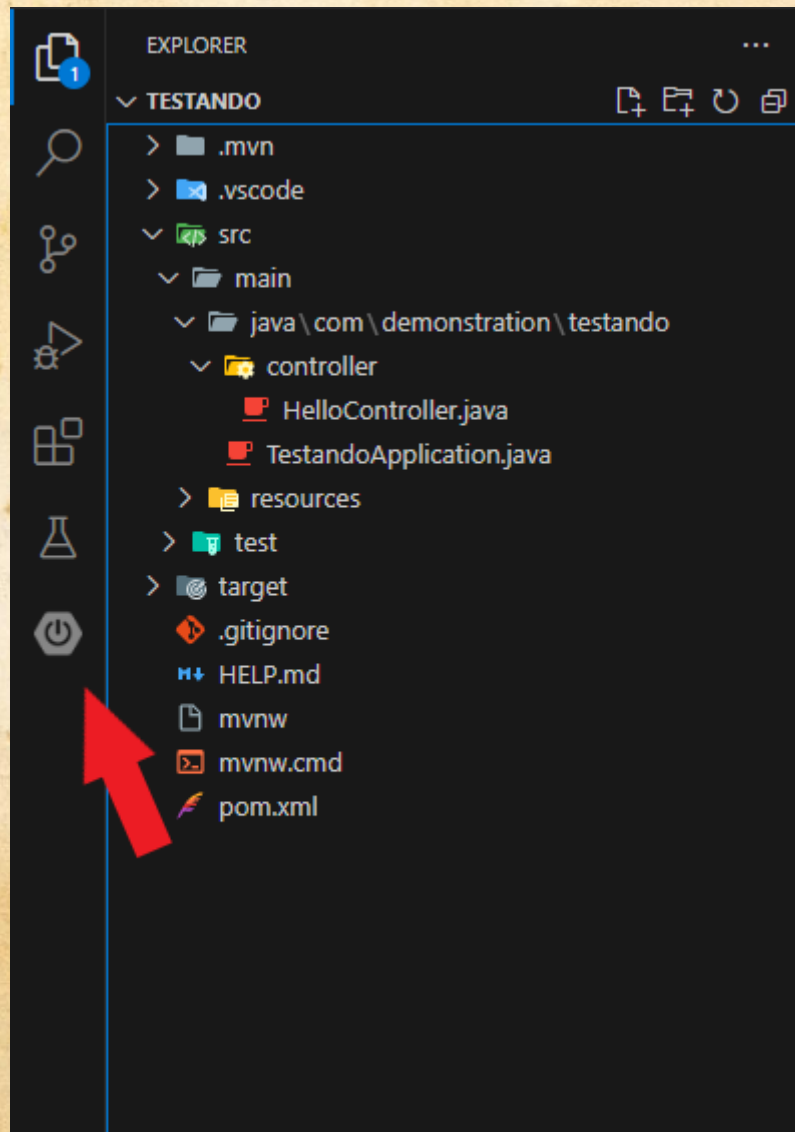 EXPLORER
1
TESTANDO
.mvn
.vscode
src
main
java\com\demonstration\testando
controller
HelloController.java
TestandoApplication.java
resources
test
target
.gitignore
HELP.md
mvnw
mvnw.cmd
pom.xml